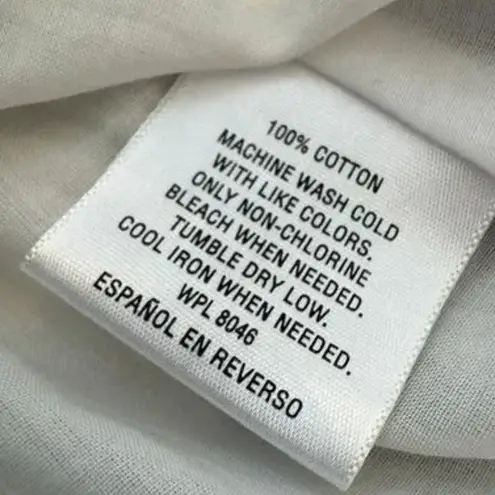 100% COTTON
MACHINE WASH COLD
WITH LIKE COLORS.
ONLY NON-CHLORINE
BLEACH WHEN NEEDED.
TUMBLE DRY LOW.
COOL IRON WHEN NEEDED.
WPL 8046
ESPAÑOL EN REVERSO